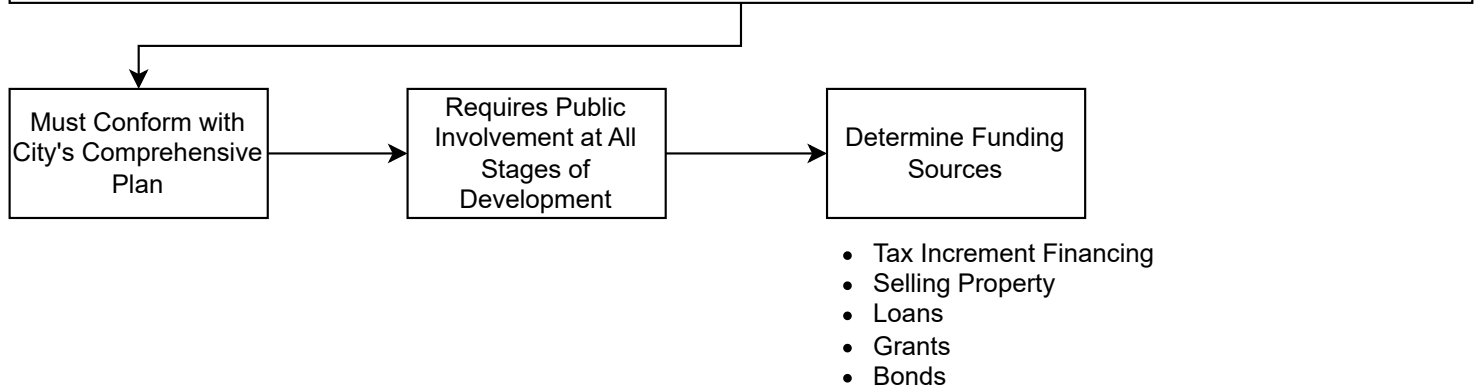 Must Conform with
City's Comprehensive
Plan
Requires Public
Involvement at All
Stages of
Development
Determine Funding
Sources
• Tax Increment Financing
• Selling Property
• Loans
• Grants
• Bonds